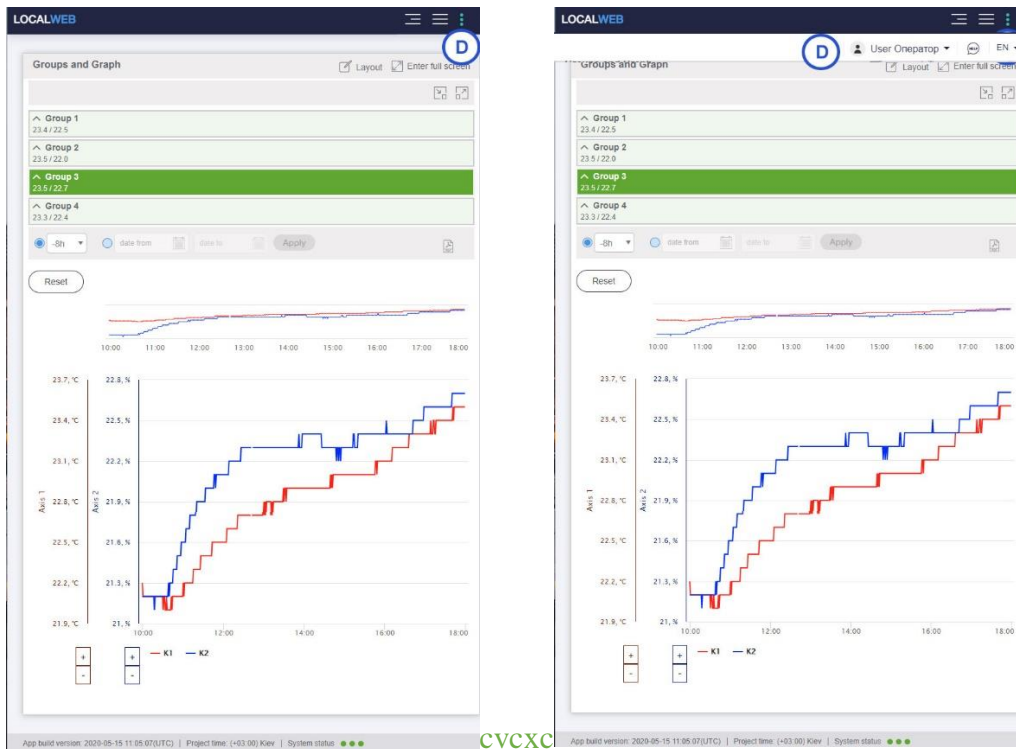 LOCALWEB
D
Groups and Graph
Layout
Enter full screen
Group 1
23.4 / 22.5
Group 2
23.5 / 22.0
Group 3
23.5 / 22.7
Group 4
23.3 / 22.4
-8h
date from
date to
Apply
Reset
10:00 11:00 12:00 13:00 14:00 15:00 16:00 17:00 18:00
23.7, °C 22.8, %
23.4, °C 22.5, %
23.1, °C 22.2, %
Axis 1 22.8, °C Axis 2 21.9, %
22.5, °C 21.6, %
22.2, °C 21.3, %
21.9, °C 21, %
10:00 12:00 14:00 16:00 18:00
+ + K1 K2
- -
App build version: 2020-05-15 11:05:07(UTC) | Project time: (+03:00) Kiev | System status
cvcxc
LOCALWEB
D
User Оператор
EN
Groups and Graph
Layout
Enter full screen
Group 1
23.4 / 22.5
Group 2
23.5 / 22.0
Group 3
23.5 / 22.7
Group 4
23.3 / 22.4
-8h
date from
date to
Apply
Reset
10:00 11:00 12:00 13:00 14:00 15:00 16:00 17:00 18:00
23.7, °C 22.8, %
23.4, °C 22.5, %
23.1, °C 22.2, %
Axis 1 22.8, °C Axis 2 21.9, %
22.5, °C 21.6, %
22.2, °C 21.3, %
21.9, °C 21, %
10:00 12:00 14:00 16:00 18:00
+ + K1 K2
- -
App build version: 2020-05-15 11:05:07(UTC) | Project time: (+03:00) Kiev | System status